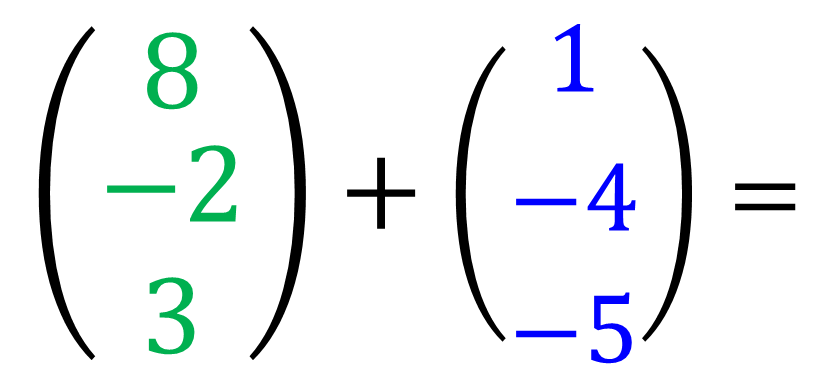 8 1
(−2) + (−4) =
3 −5